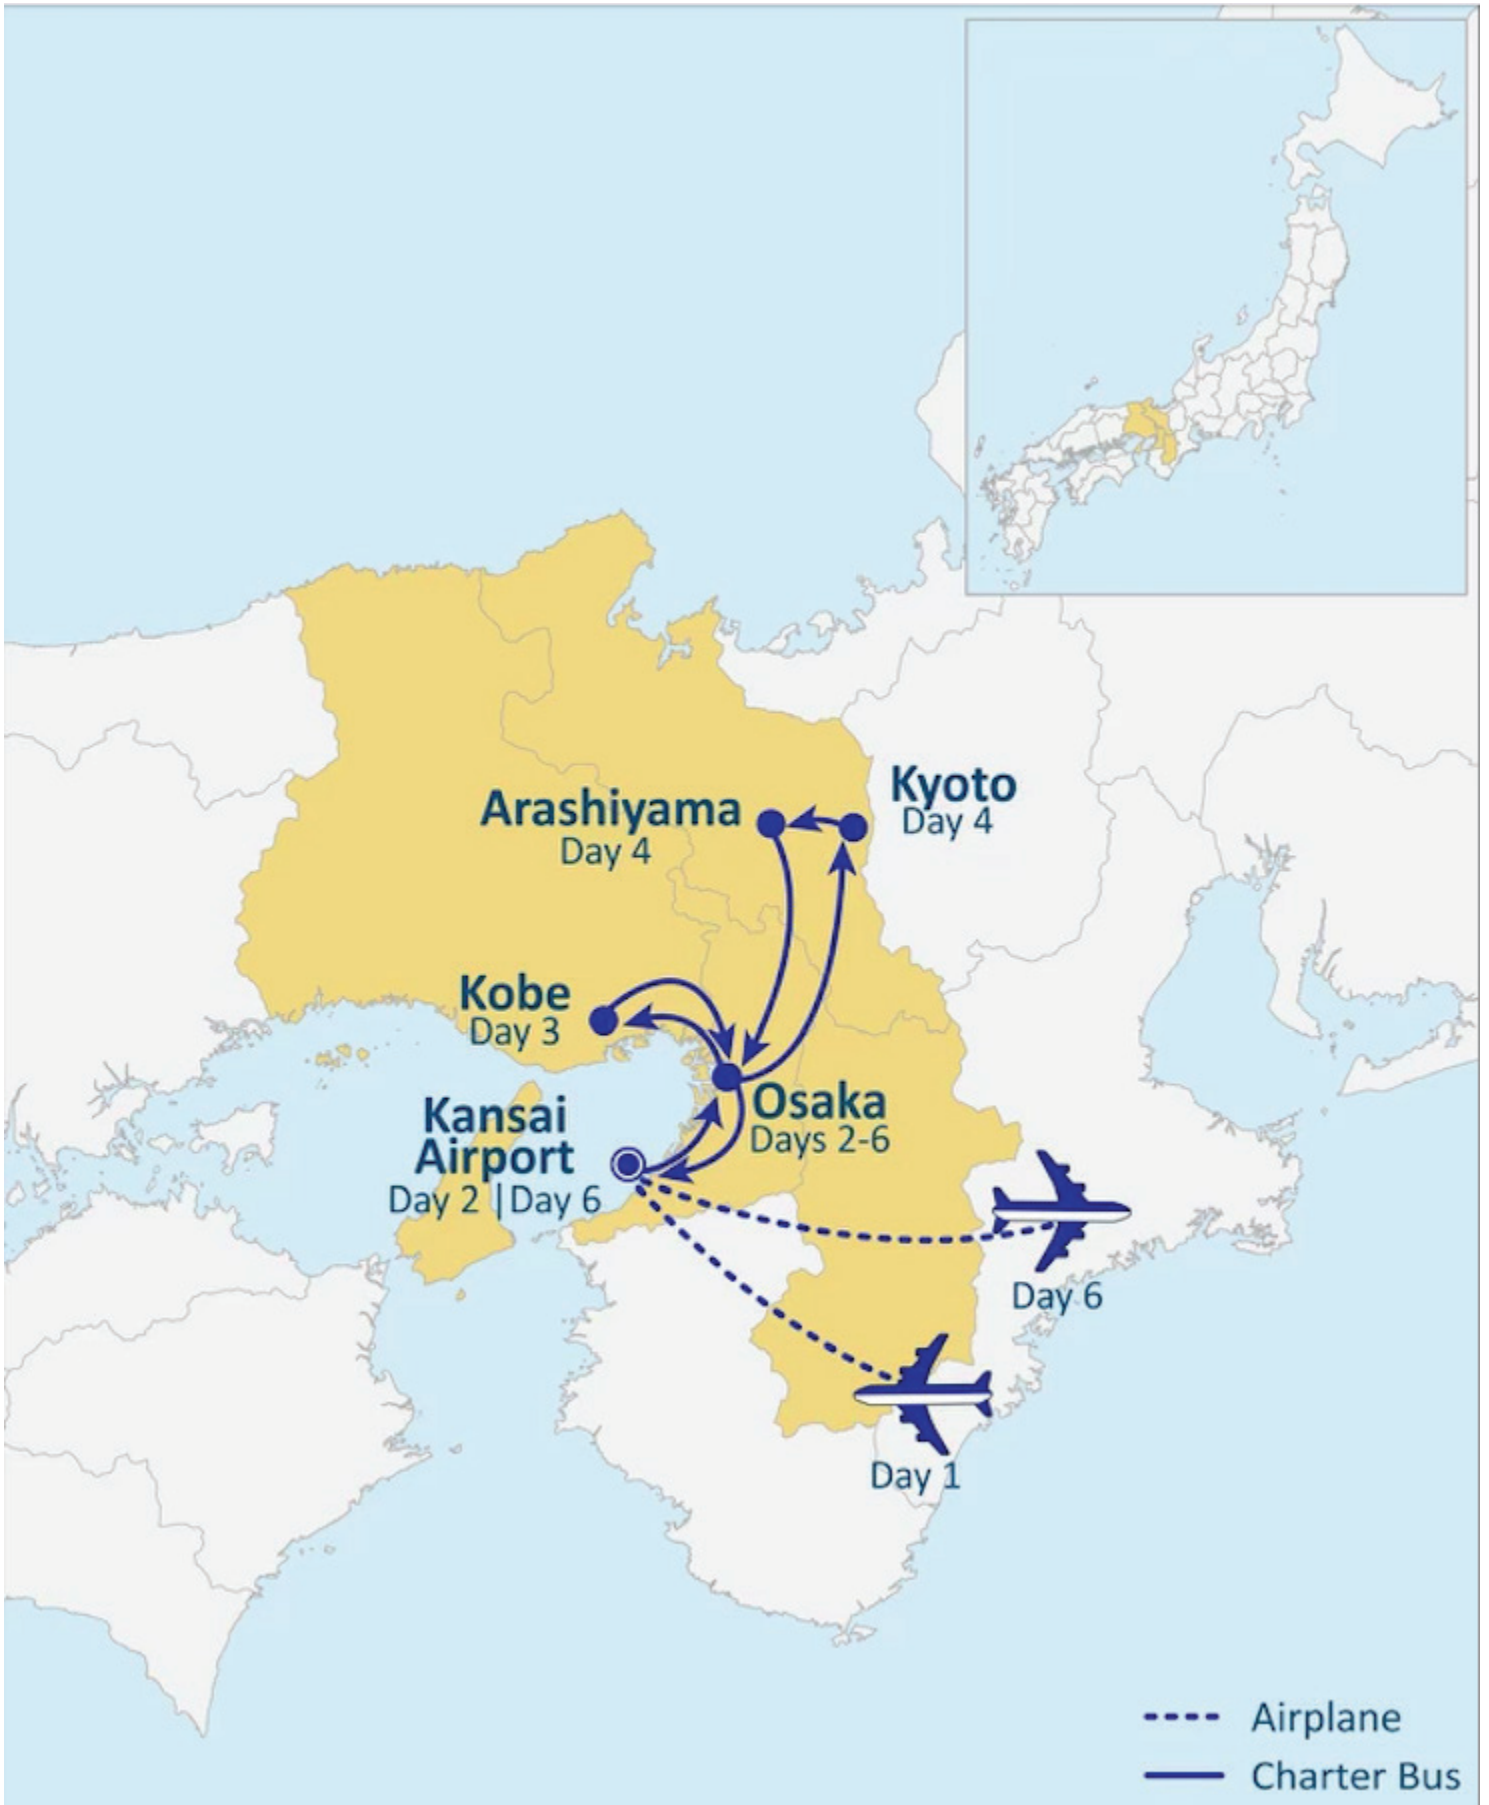 Arashiyama
Day 4
Kyoto
Day 4
Kobe
Day 3
Kansai
Airport
Day 2 | Day 6
Osaka
Days 2-6
Day 6
Day 1
Airplane
Charter Bus